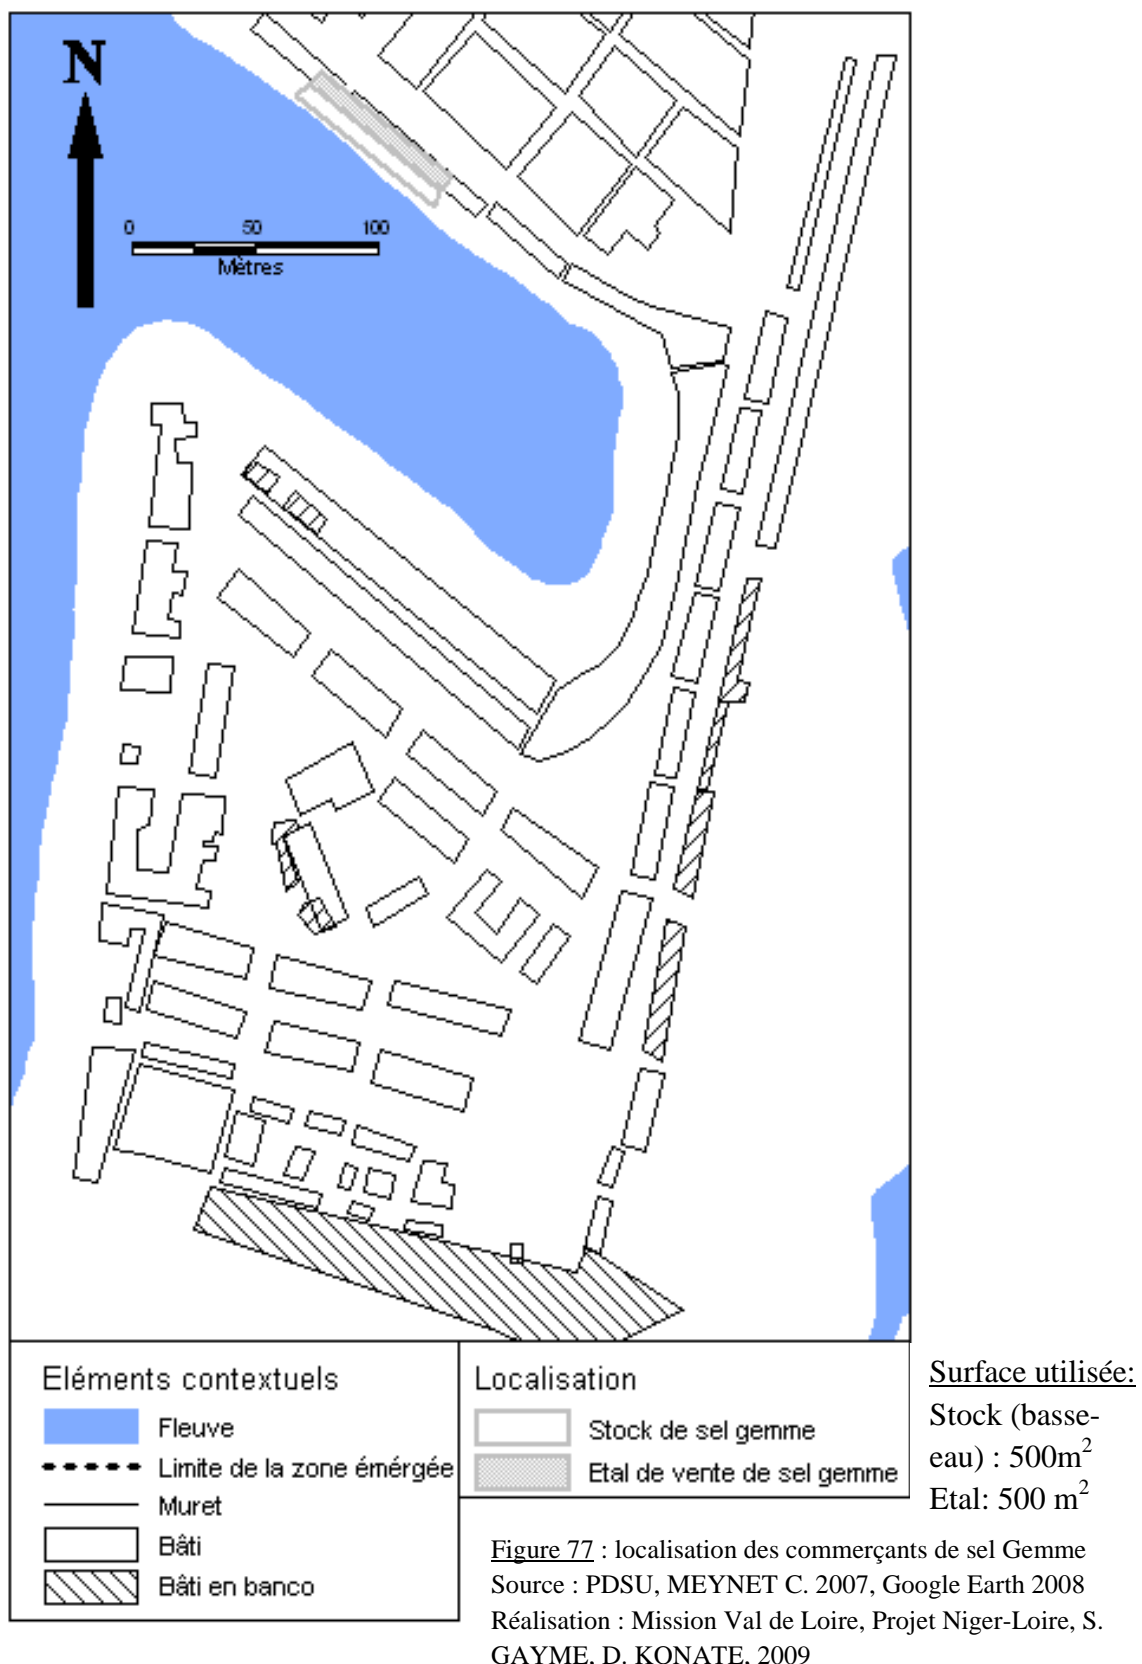 N
0 50 100
Mètres
Eléments contextuels
Fleuve
Limite de la zone émérgée
Muret
Bâti
Bâti en banco
Localisation
Stock de sel gemme
Etal de vente de sel gemme
Surface utilisée:
Stock (basse-
eau) : 500m²
Etal: 500 m²
Figure 77 : localisation des commerçants de sel Gemme
Source : PDSU, MEYNET C. 2007, Google Earth 2008
Réalisation : Mission Val de Loire, Projet Niger-Loire, S.
GAYME, D. KONATE, 2009